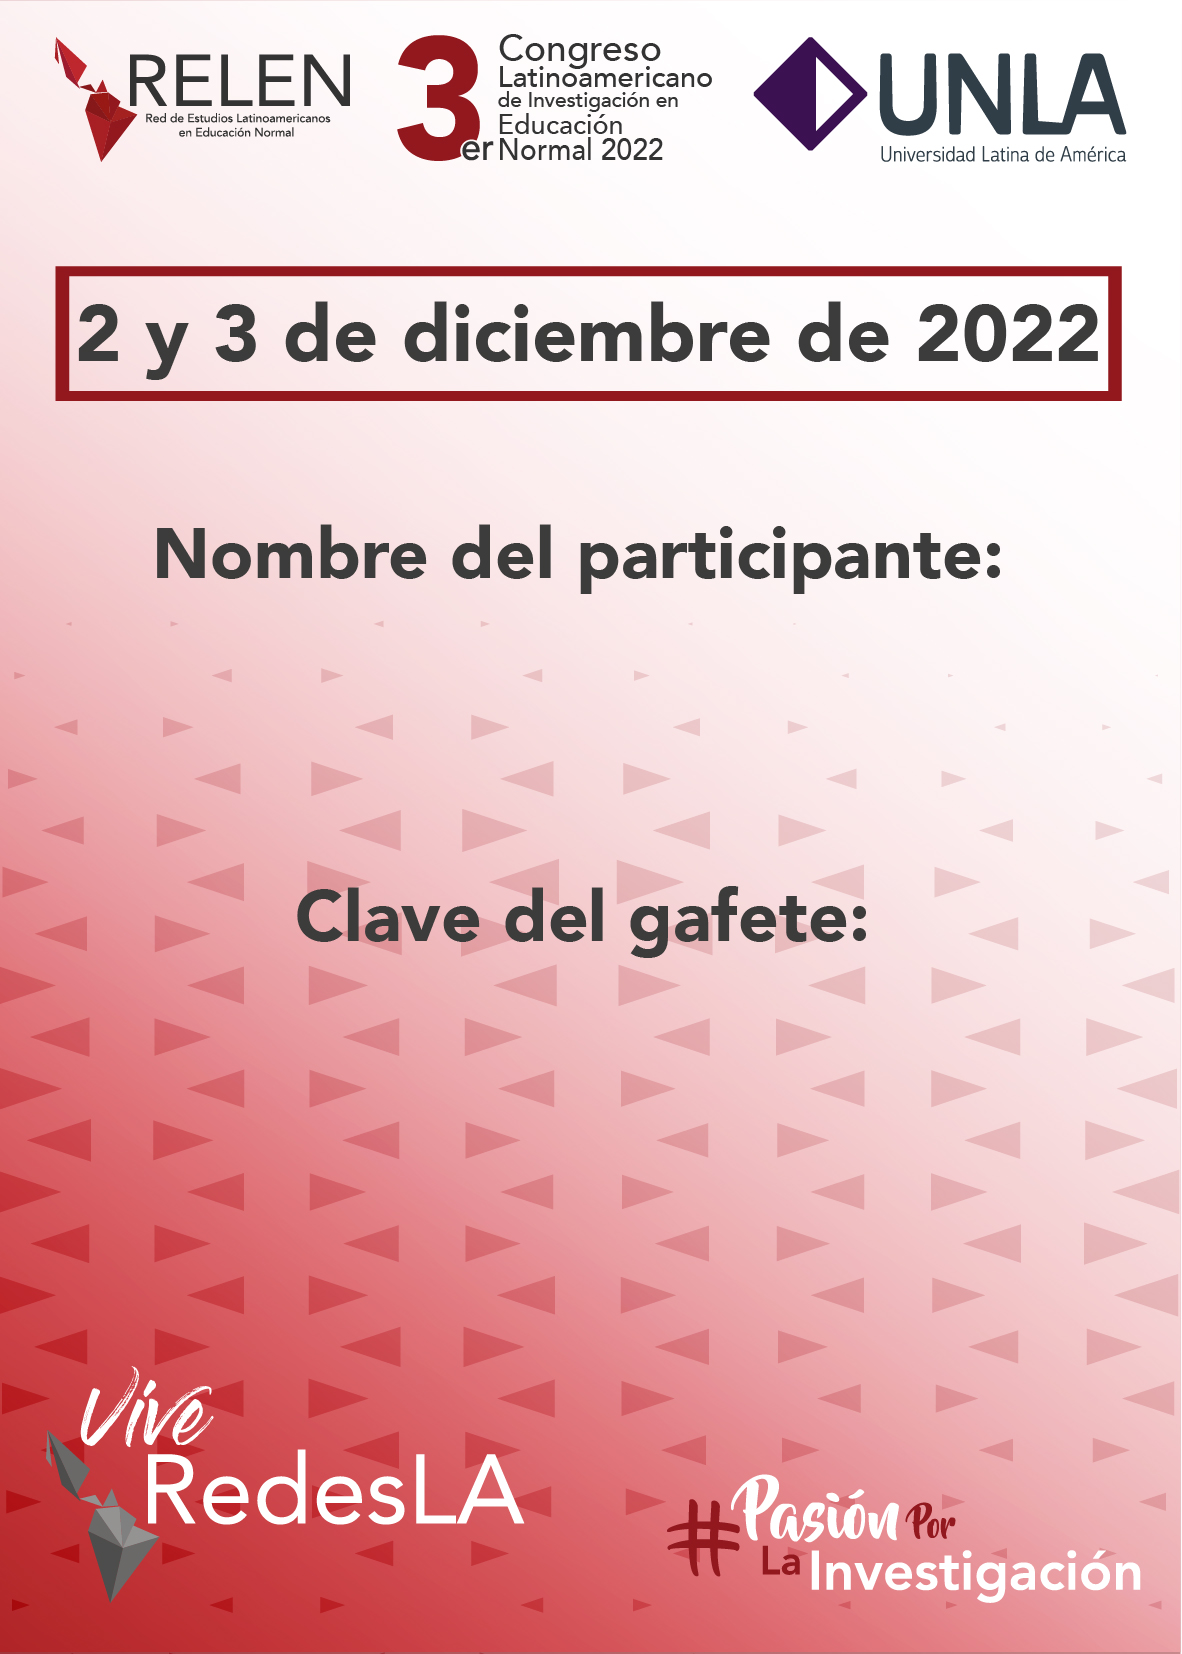 RELEN
Red de Estudios Latinoamericanos
en Educación Normal
3er
Congreso
Latinoamericano
de Investigación en
Educación
Normal 2022
UNLA
Universidad Latina de América
2 y 3 de diciembre de 2022
Nombre del participante:
Clave del gafete:
Vive
RedesLA
#Pasión Por
La Investigación